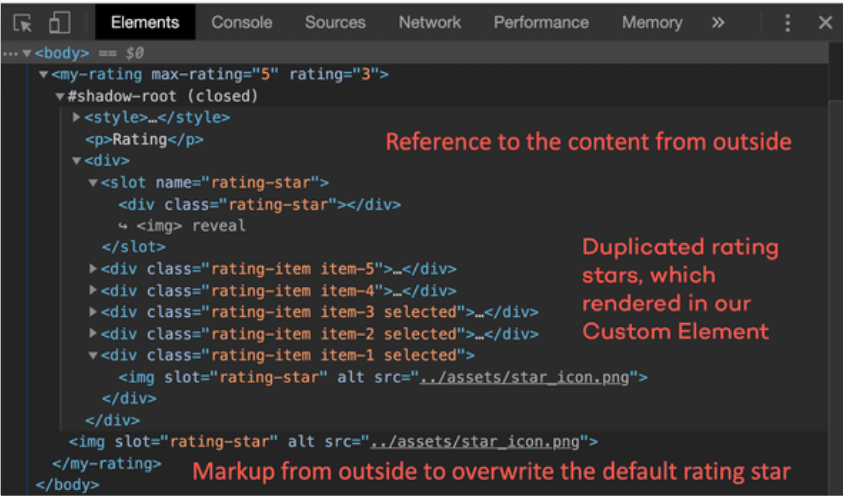 Elements Console Sources Network Performance Memory »
... ▼<body> == $0
▼<my-rating max-rating="5" rating="3">
▼#shadow-root (closed)
▶<style>…</style>
<p>Rating</p>
Reference to the content from outside
▼<div>
▼<slot name="rating-star">
<div class="rating-star"></div>
↪ <img> reveal
</slot>
Duplicated rating
stars, which
rendered in our
Custom Element
▶<div class="rating-item item-5">…</div>
▶<div class="rating-item item-4">…</div>
▶<div class="rating-item item-3 selected">…</div>
▶<div class="rating-item item-2 selected">…</div>
▼<div class="rating-item item-1 selected">
<img slot="rating-star" alt src="../assets/star_icon.png">
</div>
</div>
<img slot="rating-star" alt src="../assets/star_icon.png">
</my-rating>
Markup from outside to overwrite the default rating star
</body>